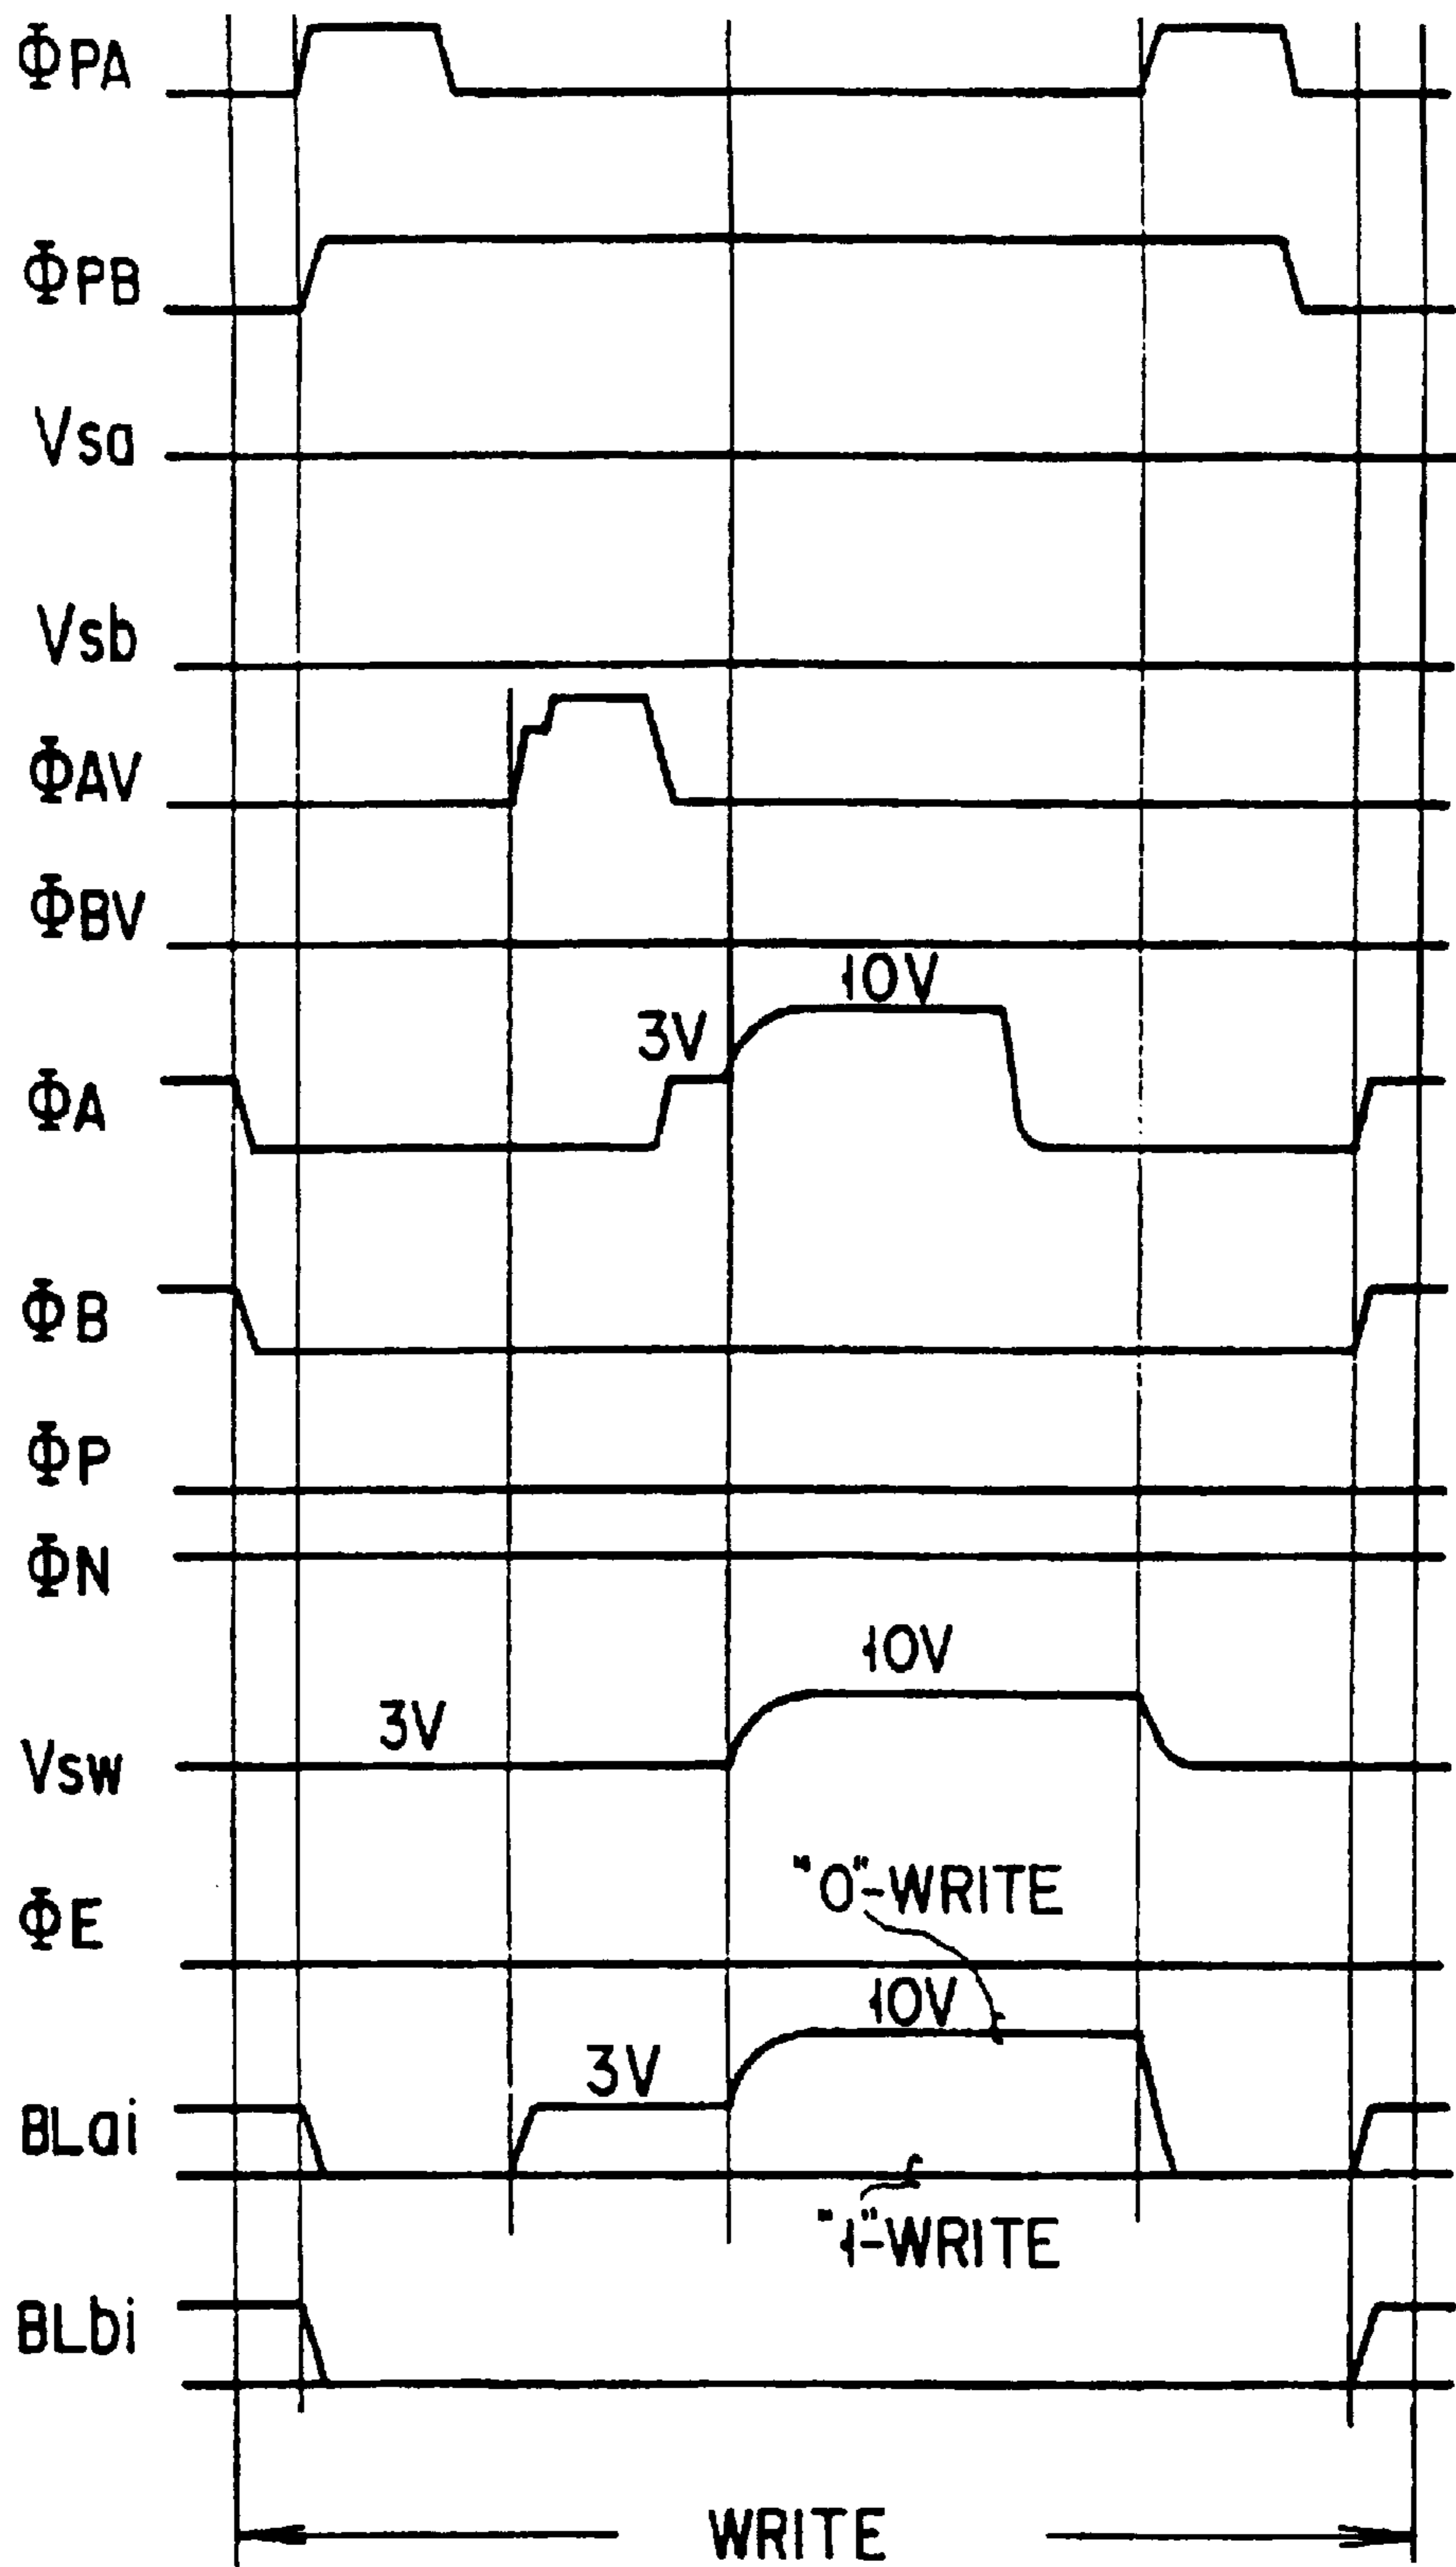 ΦPA
ΦPB
Vsa
Vsb
ΦAV
ΦBV
10V
3V
ΦA
ΦB
ΦP
ΦN
10V
3V
Vsw
"0"-WRITE
ΦE
10V
3V
BLai
"1"-WRITE
BLbi
WRITE